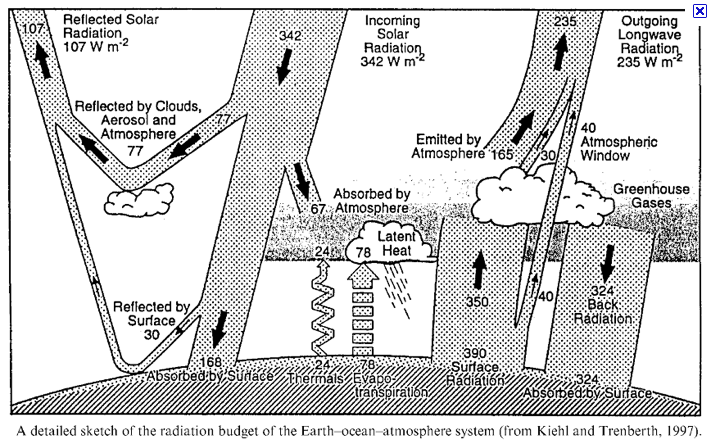 Reflected Solar
Radiation
107 W m-2
107
Incoming
Solar
Radiation
342 W m-2
342
235
Outgoing
Longwave
Radiation
235 W m-2
Reflected by Clouds,
Aerosol and
Atmosphere
77
77
Emitted by
Atmosphere
165
30
40
Atmospheric
Window
Greenhouse
Gases
67
Absorbed by
Atmosphere
24
78
Latent
Heat
Reflected by
Surface
30
350
40
324
Back
Radiation
168
Absorbed by Surface
24
Thermals
78
Evapo-
transpiration
390
Surface
Radiation
324
Absorbed by Surface
A detailed sketch of the radiation budget of the Earth–ocean–atmosphere system (from Kiehl and Trenberth, 1997).